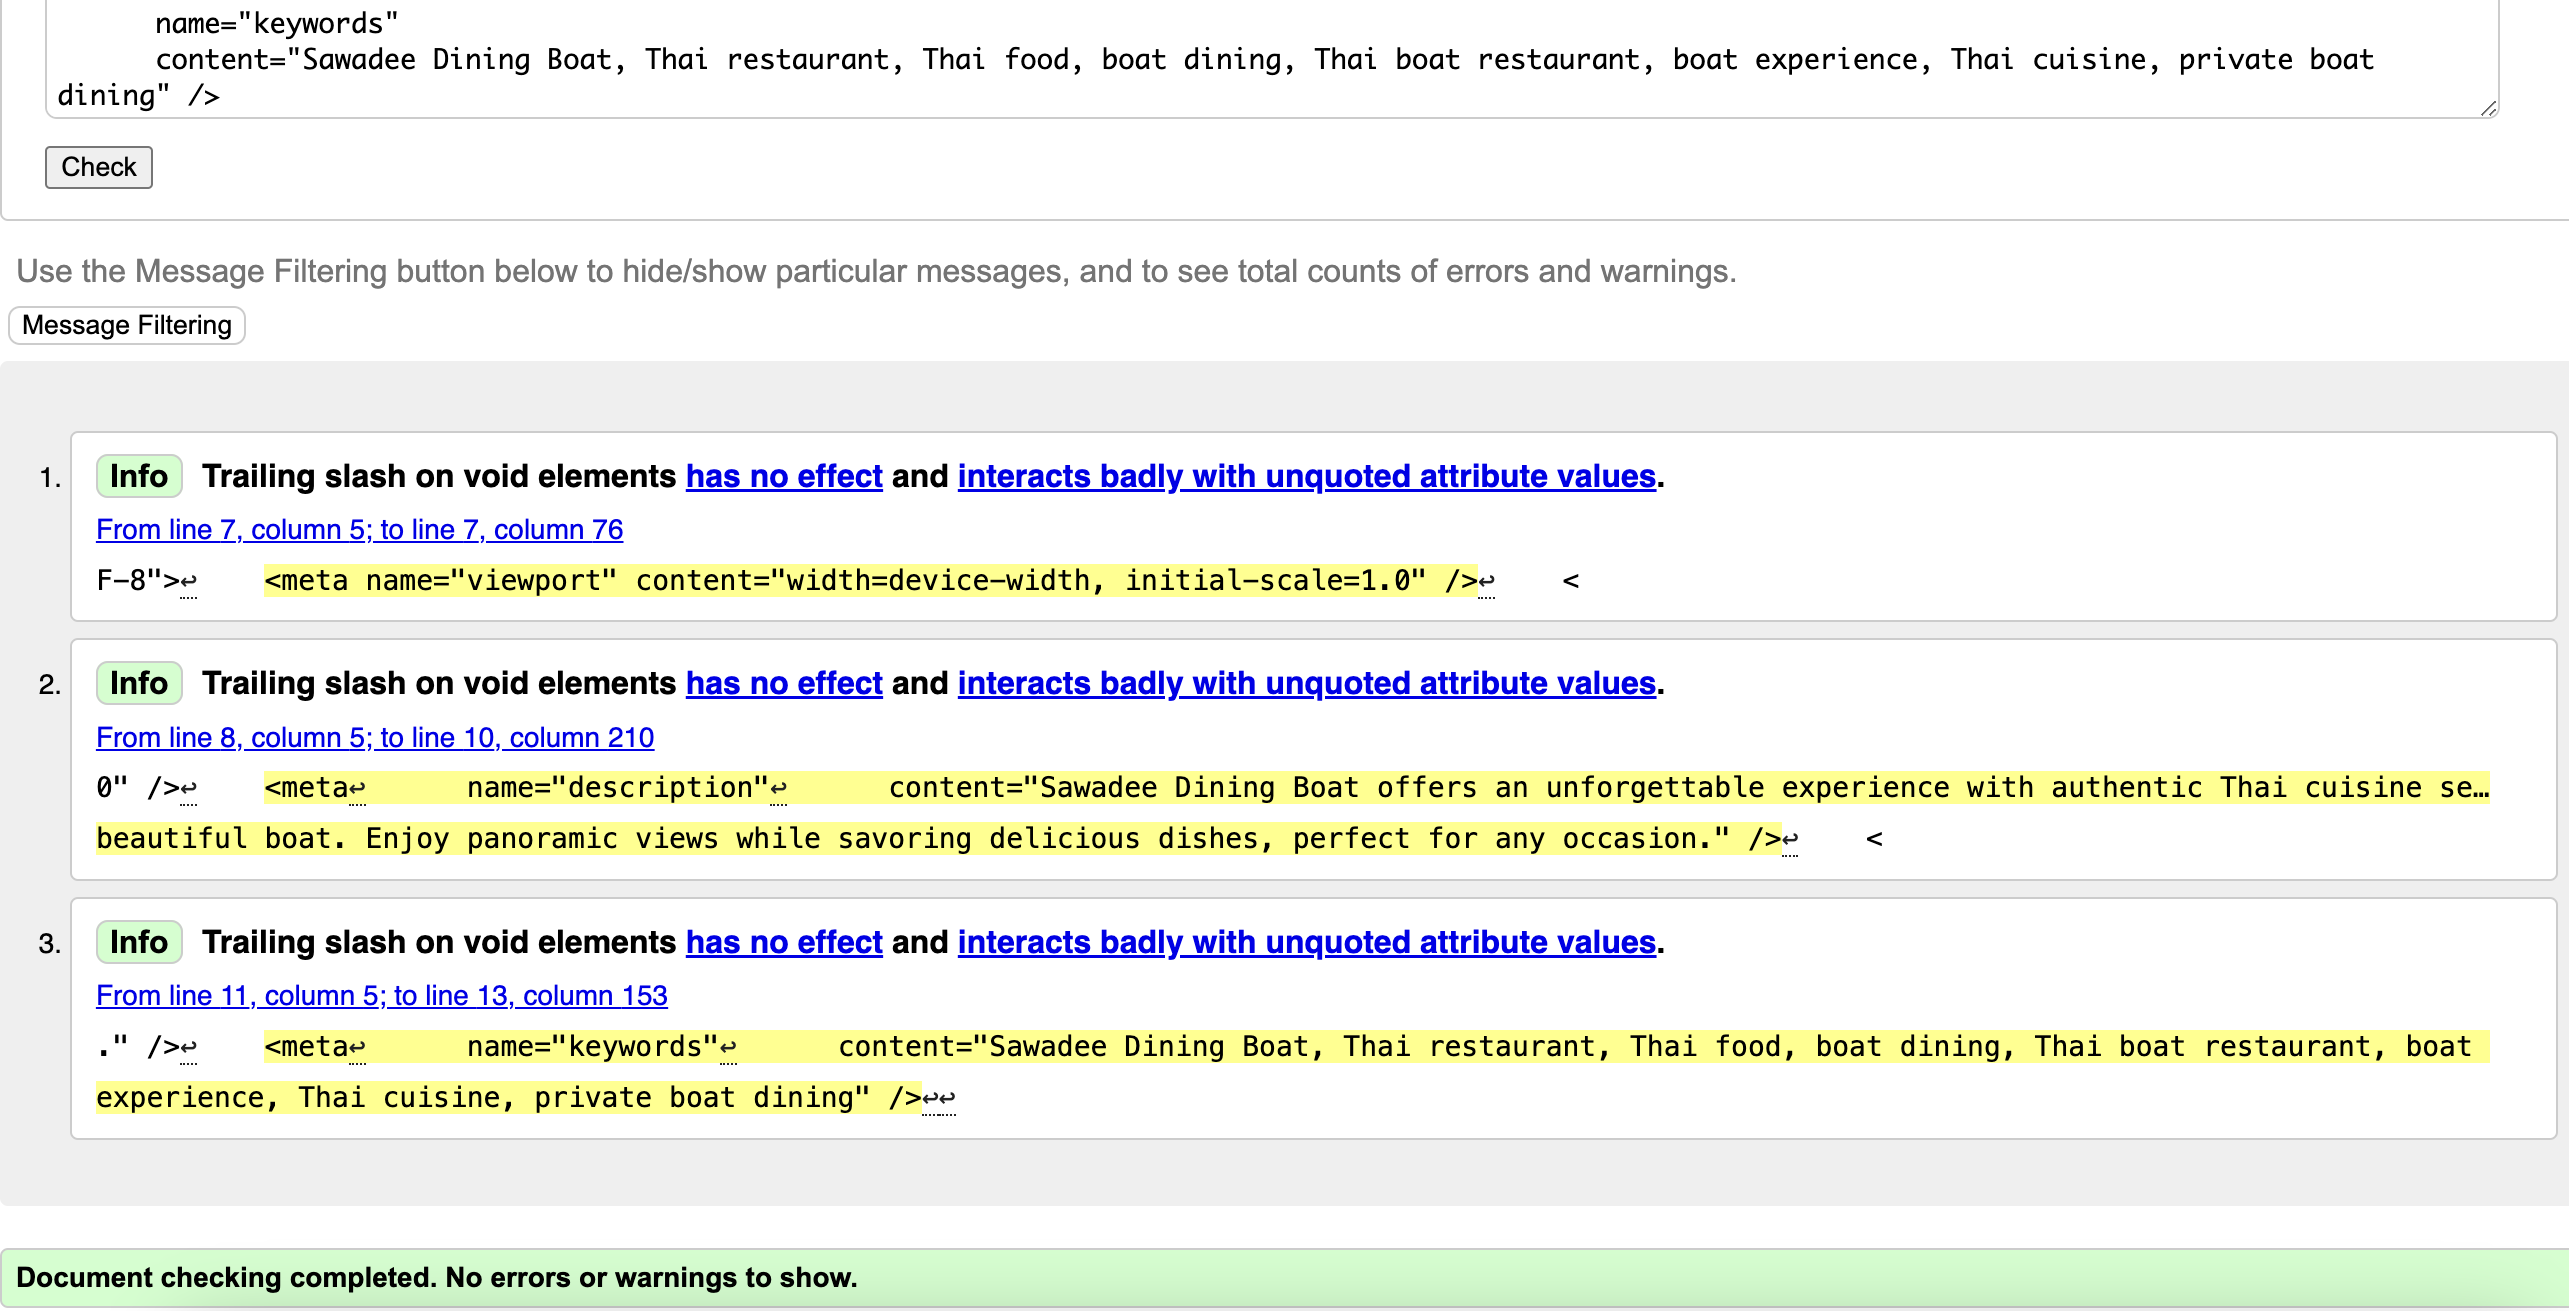 name="keywords"
content="Sawadee Dining Boat, Thai restaurant, Thai food, boat dining, Thai boat restaurant, boat experience, Thai cuisine, private boat
dining" />
Check
Use the Message Filtering button below to hide/show particular messages, and to see total counts of errors and warnings.
Message Filtering
1. Info Trailing slash on void elements has no effect and interacts badly with unquoted attribute values.
From line 7, column 5; to line 7, column 76
F-8">↩    <meta name="viewport" content="width=device-width, initial-scale=1.0" />↩    <
2. Info Trailing slash on void elements has no effect and interacts badly with unquoted attribute values.
From line 8, column 5; to line 10, column 210
0" />↩    <meta↩      name="description"↩      content="Sawadee Dining Boat offers an unforgettable experience with authentic Thai cuisine se…
beautiful boat. Enjoy panoramic views while savoring delicious dishes, perfect for any occasion." />↩    <
3. Info Trailing slash on void elements has no effect and interacts badly with unquoted attribute values.
From line 11, column 5; to line 13, column 153
." />↩    <meta↩      name="keywords"↩      content="Sawadee Dining Boat, Thai restaurant, Thai food, boat dining, Thai boat restaurant, boat
experience, Thai cuisine, private boat dining" />↩↩
Document checking completed. No errors or warnings to show.